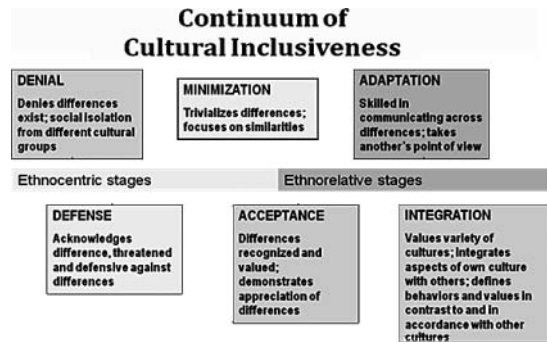 Continuum of
Cultural Inclusiveness
DENIAL
Denies differences
exist; social isolation
from different cultural
groups
MINIMIZATION
Trivializes differences;
focuses on similarities
ADAPTATION
Skilled in
communicating across
differences; takes
another's point of view
Ethnocentric stages
Ethnorelative stages
DEFENSE
Acknowledges
difference, threatened
and defensive against
differences
ACCEPTANCE
Differences
recognized and
valued;
demonstrates
appreciation of
differences
INTEGRATION
Values variety of
cultures; integrates
aspects of own culture
with others; defines
behaviors and values in
contrast to and in
accordance with other
cultures